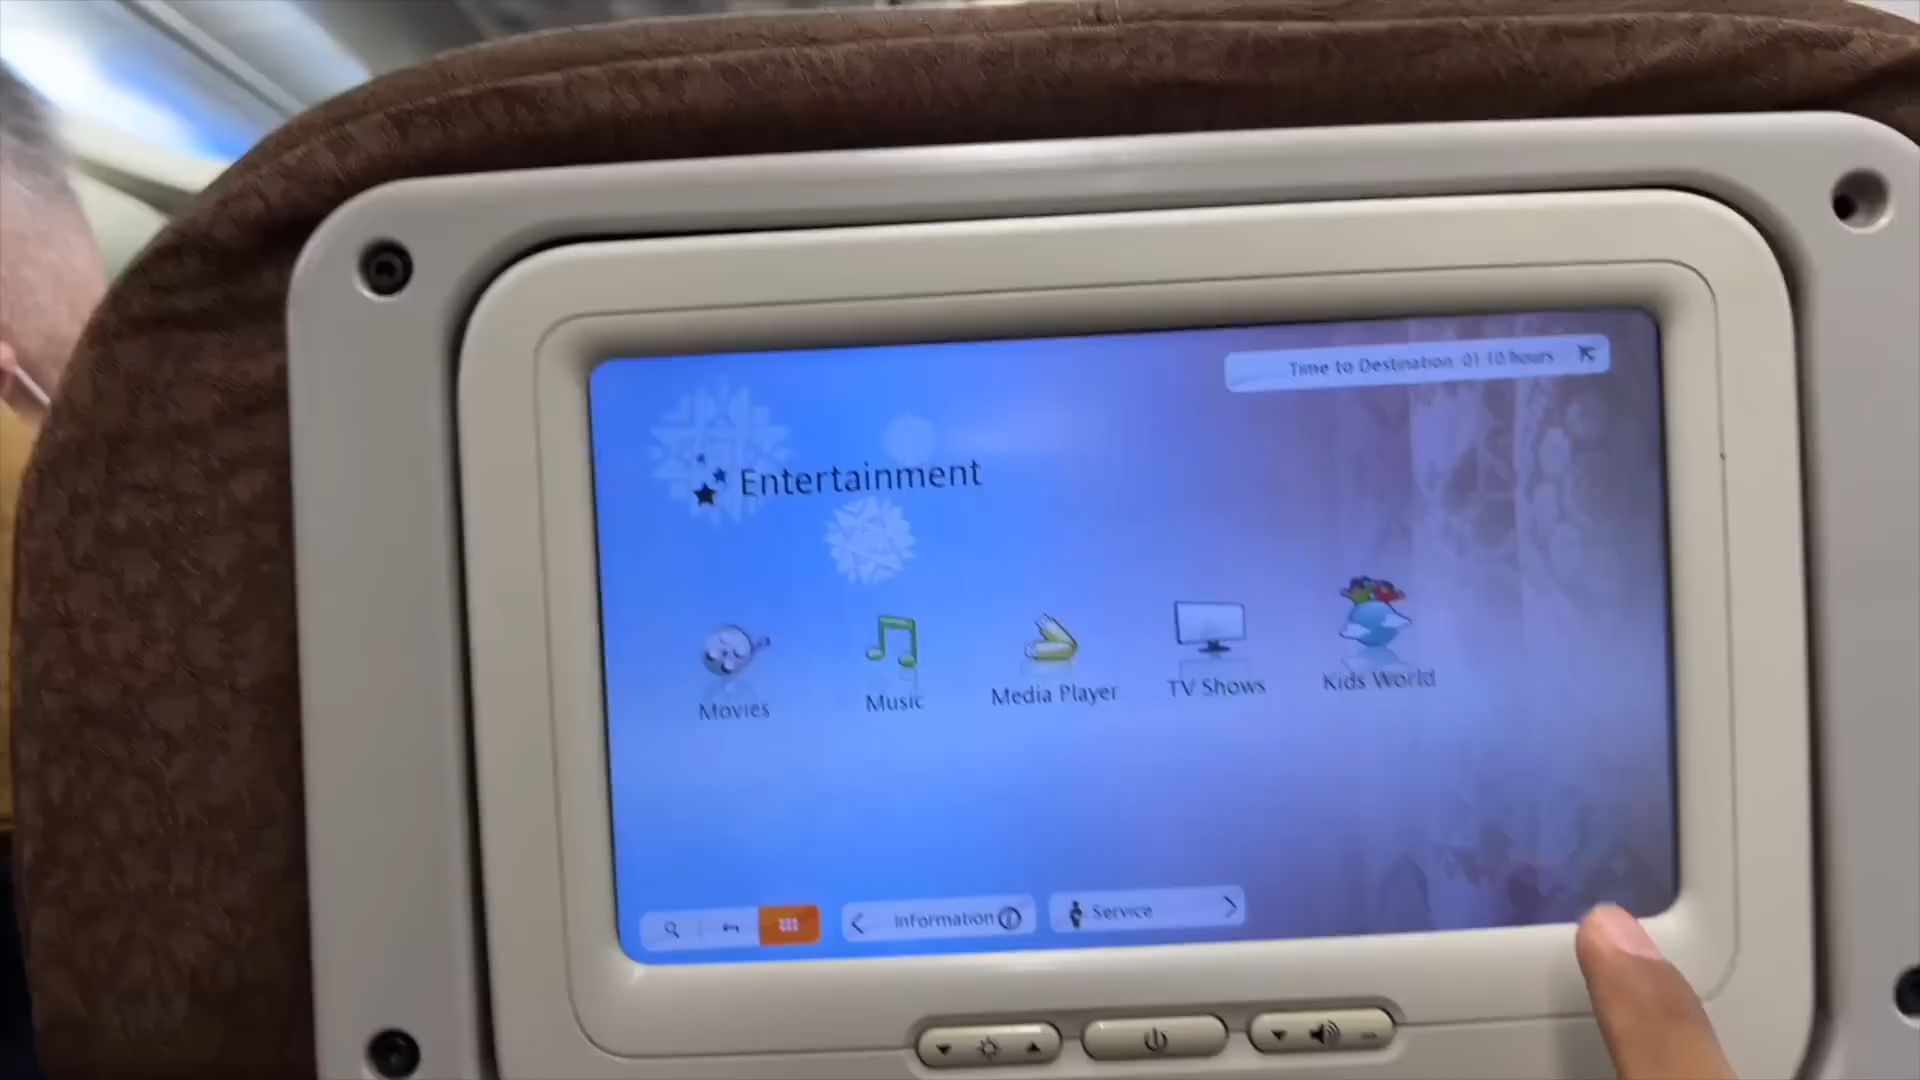 Time to Destination 01:10 hours
Entertainment
Movies
Music
Media Player
TV Shows
Kids World
Information
Service